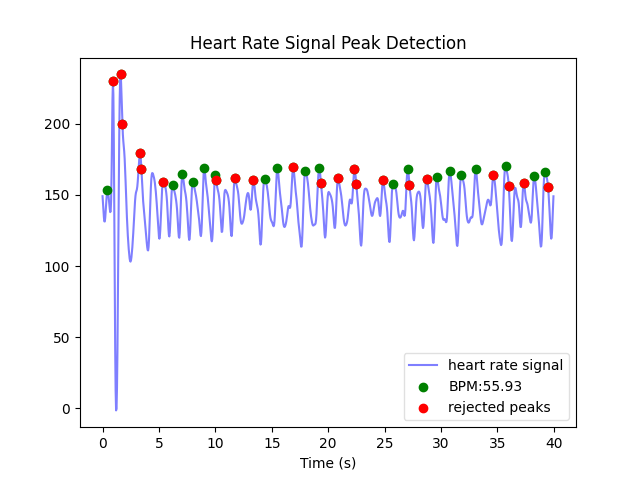 Heart Rate Signal Peak Detection
200
150
100
50
0
heart rate signal
BPM:55.93
rejected peaks
0 5 10 15 20 25 30 35 40
Time (s)